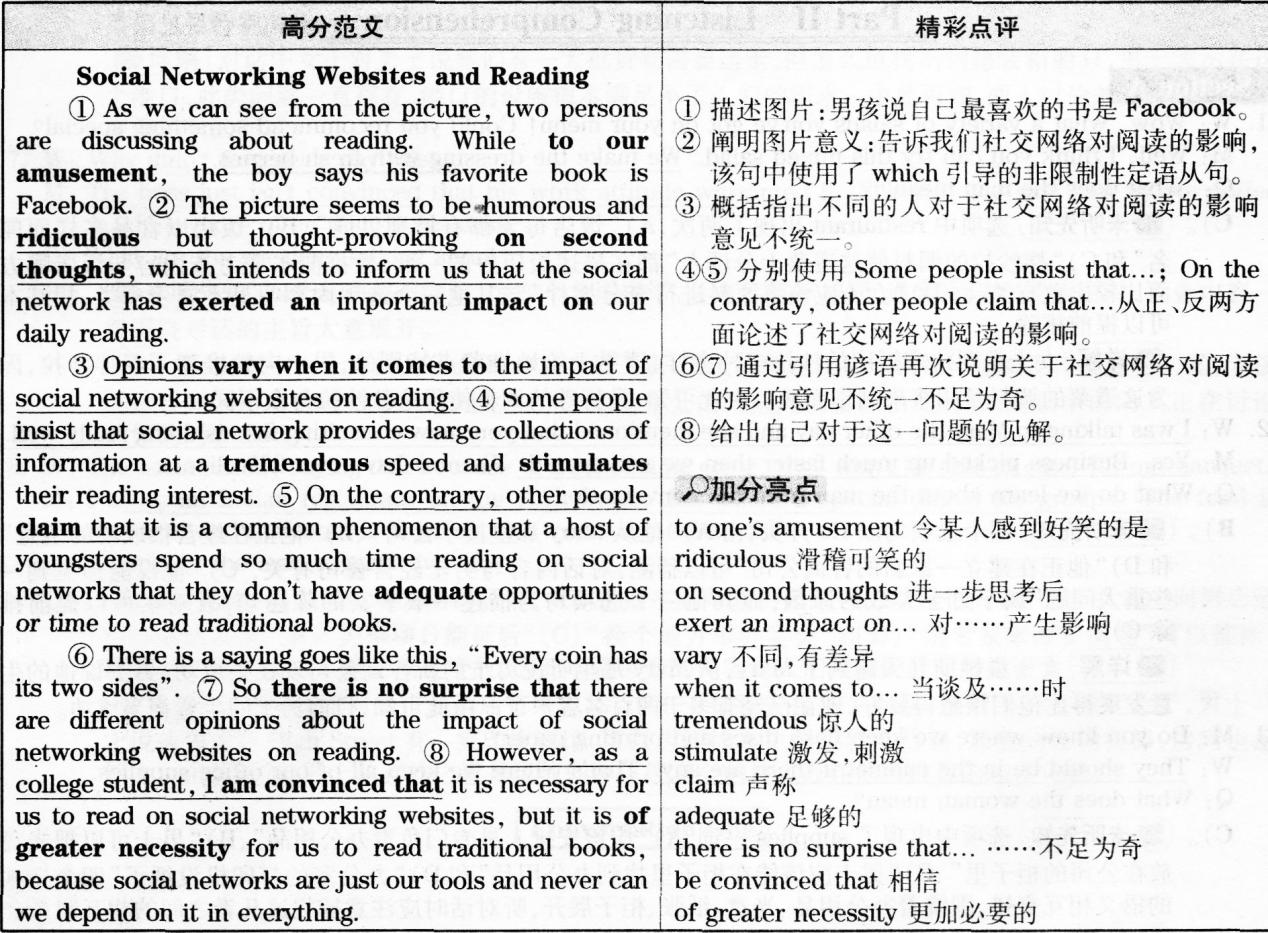 高分范文
Social Networking Websites and Reading
① As we can see from the picture, two persons
are discussing about reading. While to our
amusement, the boy says his favorite book is
Facebook. ② The picture seems to be humorous and
ridiculous but thought-provoking on second
thoughts, which intends to inform us that the social
network has exerted an important impact on our
daily reading.
③ Opinions vary when it comes to the impact of
social networking websites on reading. ④ Some people
insist that social network provides large collections of
information at a tremendous speed and stimulates
their reading interest. ⑤ On the contrary, other people
claim that it is a common phenomenon that a host of
youngsters spend so much time reading on social
networks that they don't have adequate opportunities
or time to read traditional books.
⑥ There is a saying goes like this, “Every coin has
its two sides”. ⑦ So there is no surprise that there
are different opinions about the impact of social
networking websites on reading. ⑧ However, as a
college student, I am convinced that it is necessary for
us to read on social networking websites, but it is of
greater necessity for us to read traditional books,
because social networks are just our tools and never can
we depend on it in everything.
精彩点评
① 描述图片:男孩说自己最喜欢的书是 Facebook。
② 阐明图片意义:告诉我们社交网络对阅读的影响,
该句中使用了 which 引导的非限制性定语从句。
③ 概括指出不同的人对于社交网络对阅读的影响
意见不统一。
④⑤ 分别使用 Some people insist that…; On the
contrary, other people claim that…从正、反两方
面论述了社交网络对阅读的影响。
⑥⑦ 通过引用谚语再次说明关于社交网络对阅读
的影响意见不统一不足为奇。
⑧ 给出自己对于这一问题的见解。
加分亮点
to one's amusement 令某人感到好笑的是
ridiculous 滑稽可笑的
on second thoughts 进一步思考后
exert an impact on… 对……产生影响
vary 不同,有差异
when it comes to… 当谈及……时
tremendous 惊人的
stimulate 激发,刺激
claim 声称
adequate 足够的
there is no surprise that… ……不足为奇
be convinced that 相信
of greater necessity 更加必要的